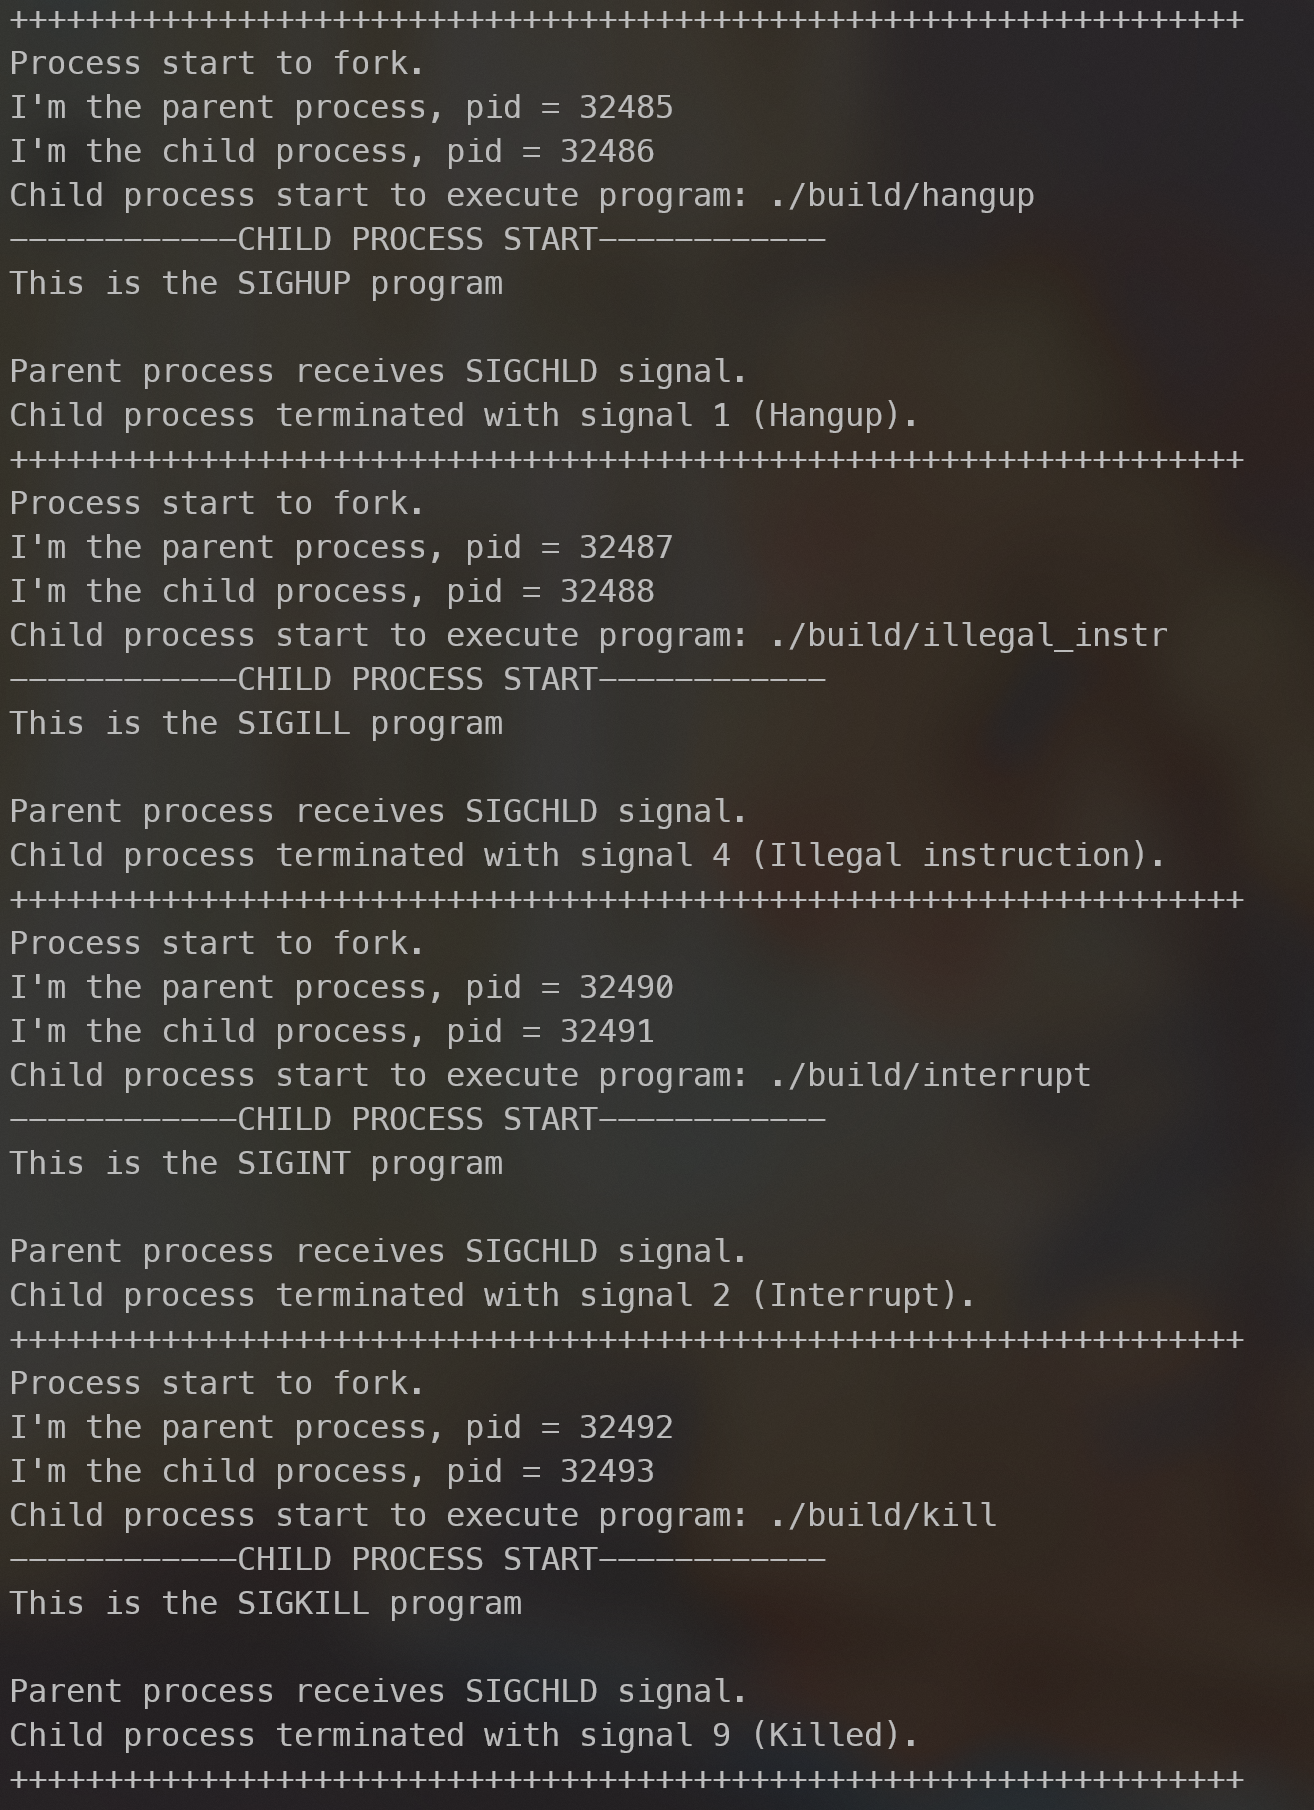 +++++++++++++++++++++++++++++++++++++++++++++++++++++++++++++++++
Process start to fork.
I'm the parent process, pid = 32485
I'm the child process, pid = 32486
Child process start to execute program: ./build/hangup
------------CHILD PROCESS START------------
This is the SIGHUP program

Parent process receives SIGCHLD signal.
Child process terminated with signal 1 (Hangup).
+++++++++++++++++++++++++++++++++++++++++++++++++++++++++++++++++
Process start to fork.
I'm the parent process, pid = 32487
I'm the child process, pid = 32488
Child process start to execute program: ./build/illegal_instr
------------CHILD PROCESS START------------
This is the SIGILL program

Parent process receives SIGCHLD signal.
Child process terminated with signal 4 (Illegal instruction).
+++++++++++++++++++++++++++++++++++++++++++++++++++++++++++++++++
Process start to fork.
I'm the parent process, pid = 32490
I'm the child process, pid = 32491
Child process start to execute program: ./build/interrupt
------------CHILD PROCESS START------------
This is the SIGINT program

Parent process receives SIGCHLD signal.
Child process terminated with signal 2 (Interrupt).
+++++++++++++++++++++++++++++++++++++++++++++++++++++++++++++++++
Process start to fork.
I'm the parent process, pid = 32492
I'm the child process, pid = 32493
Child process start to execute program: ./build/kill
------------CHILD PROCESS START------------
This is the SIGKILL program

Parent process receives SIGCHLD signal.
Child process terminated with signal 9 (Killed).
+++++++++++++++++++++++++++++++++++++++++++++++++++++++++++++++++